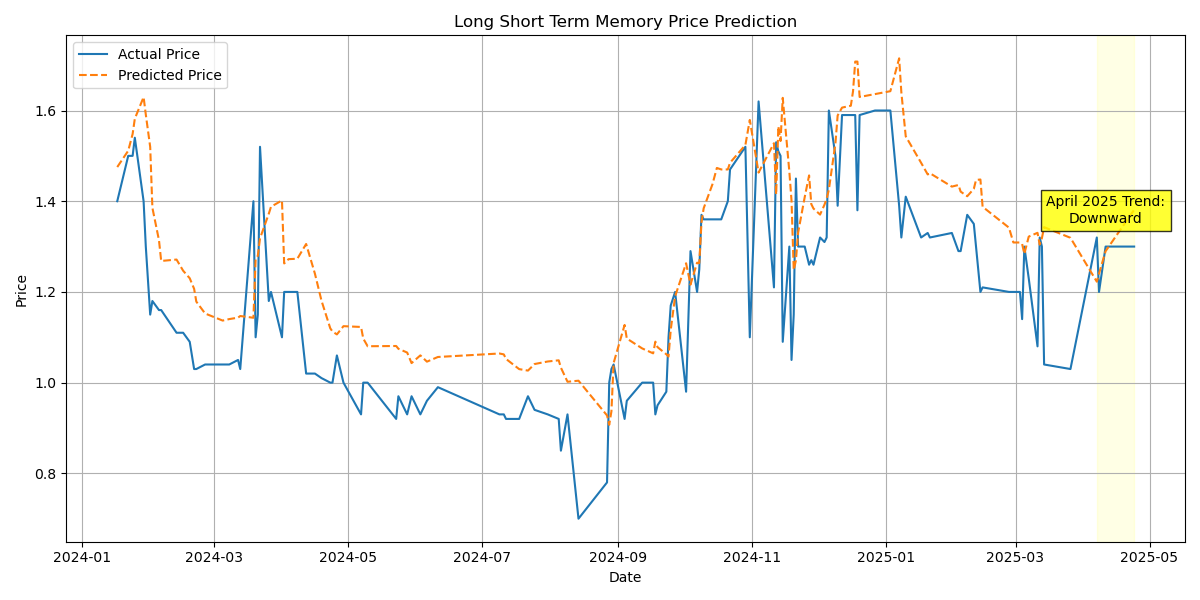 Long Short Term Memory Price Prediction
Actual Price
Predicted Price
April 2025 Trend:
Downward
Price
1.6
1.4
1.2
1.0
0.8
2024-01
2024-03
2024-05
2024-07
2024-09
2024-11
2025-01
2025-03
2025-05
Date